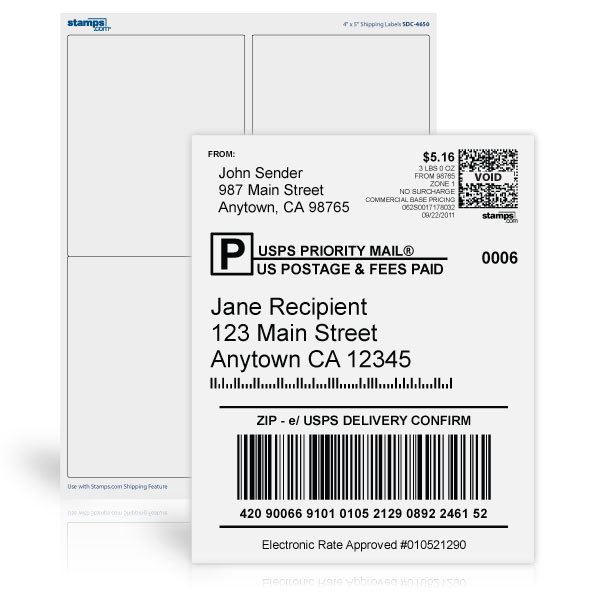 stamps
.com
4" x 5" Shipping Labels SDC-4650
FROM:
John Sender
987 Main Street
Anytown, CA 98765
$5.16
3 LBS 0 OZ
FROM 98765
ZONE 1
NO SURCHARGE
COMMERCIAL BASE PRICING
062S0017178032
09/22/2011
VOID
stamps
.com
P
USPS PRIORITY MAIL®
US POSTAGE & FEES PAID
0006
Jane Recipient
123 Main Street
Anytown CA 12345
ZIP - e/ USPS DELIVERY CONFIRM
420 90066 9101 0105 2129 0892 2461 52
Electronic Rate Approved #010521290
Use with Stamps.com Shipping Feature